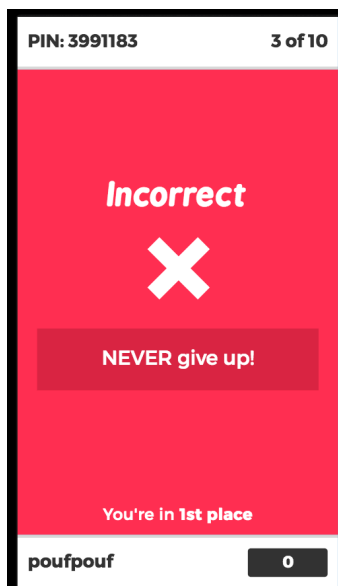 PIN: 3991183 3 of 10
Incorrect
NEVER give up!
You're in 1st place
poufpouf 0